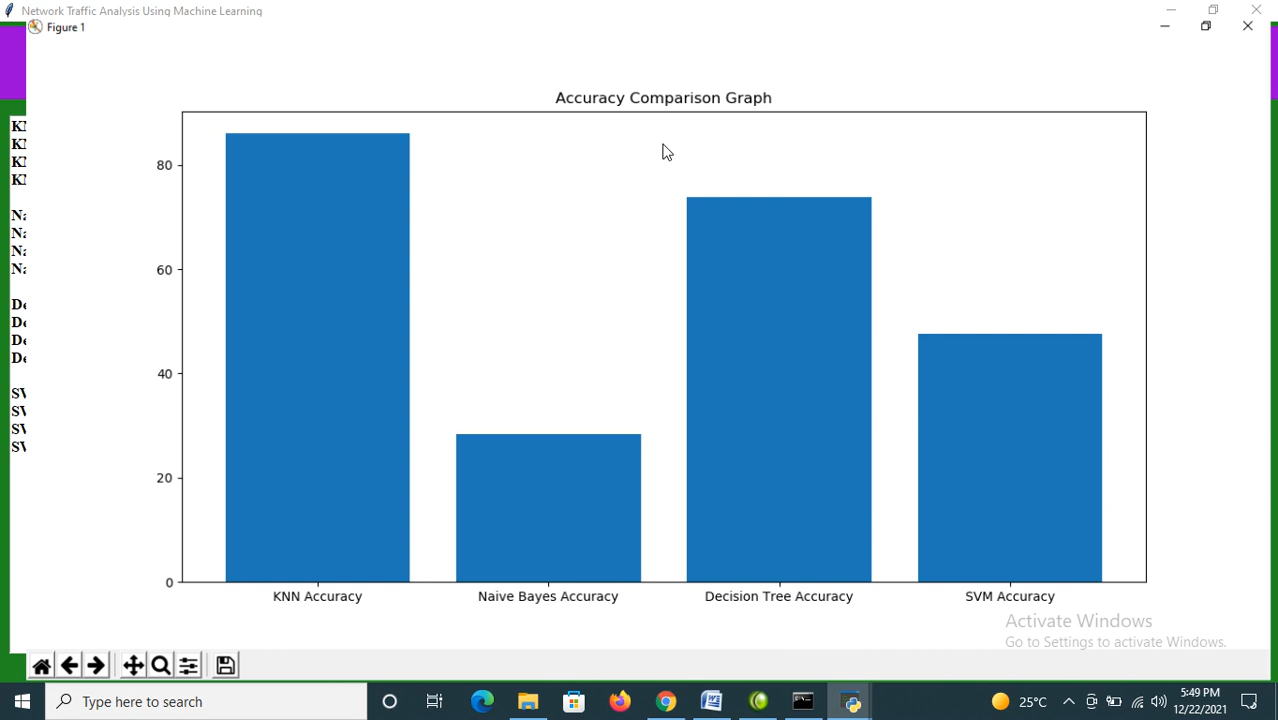 Network Traffic Analysis Using Machine Learning
Figure 1
Accuracy Comparison Graph
80
60
40
20
0
KNN Accuracy
Naive Bayes Accuracy
Decision Tree Accuracy
SVM Accuracy
Activate Windows
Go to Settings to activate Windows.
Type here to search
25°C
5:49 PM
12/22/2021